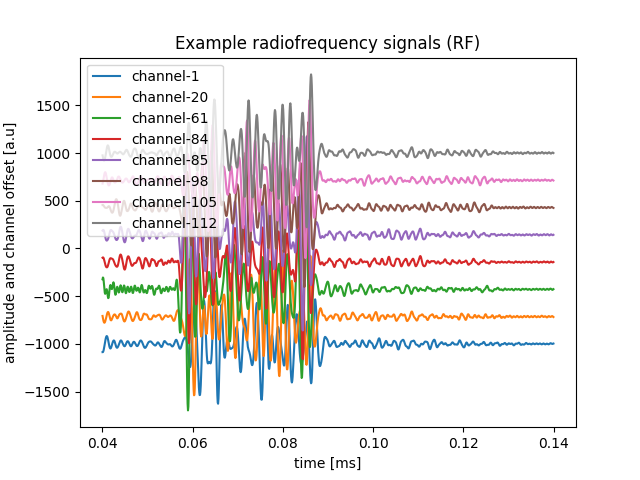 Example radiofrequency signals (RF)
amplitude and channel offset [a.u]
1500
1000
500
0
−500
−1000
−1500
channel-1
channel-20
channel-61
channel-84
channel-85
channel-98
channel-105
channel-112
0.04
0.06
0.08
0.10
0.12
0.14
time [ms]